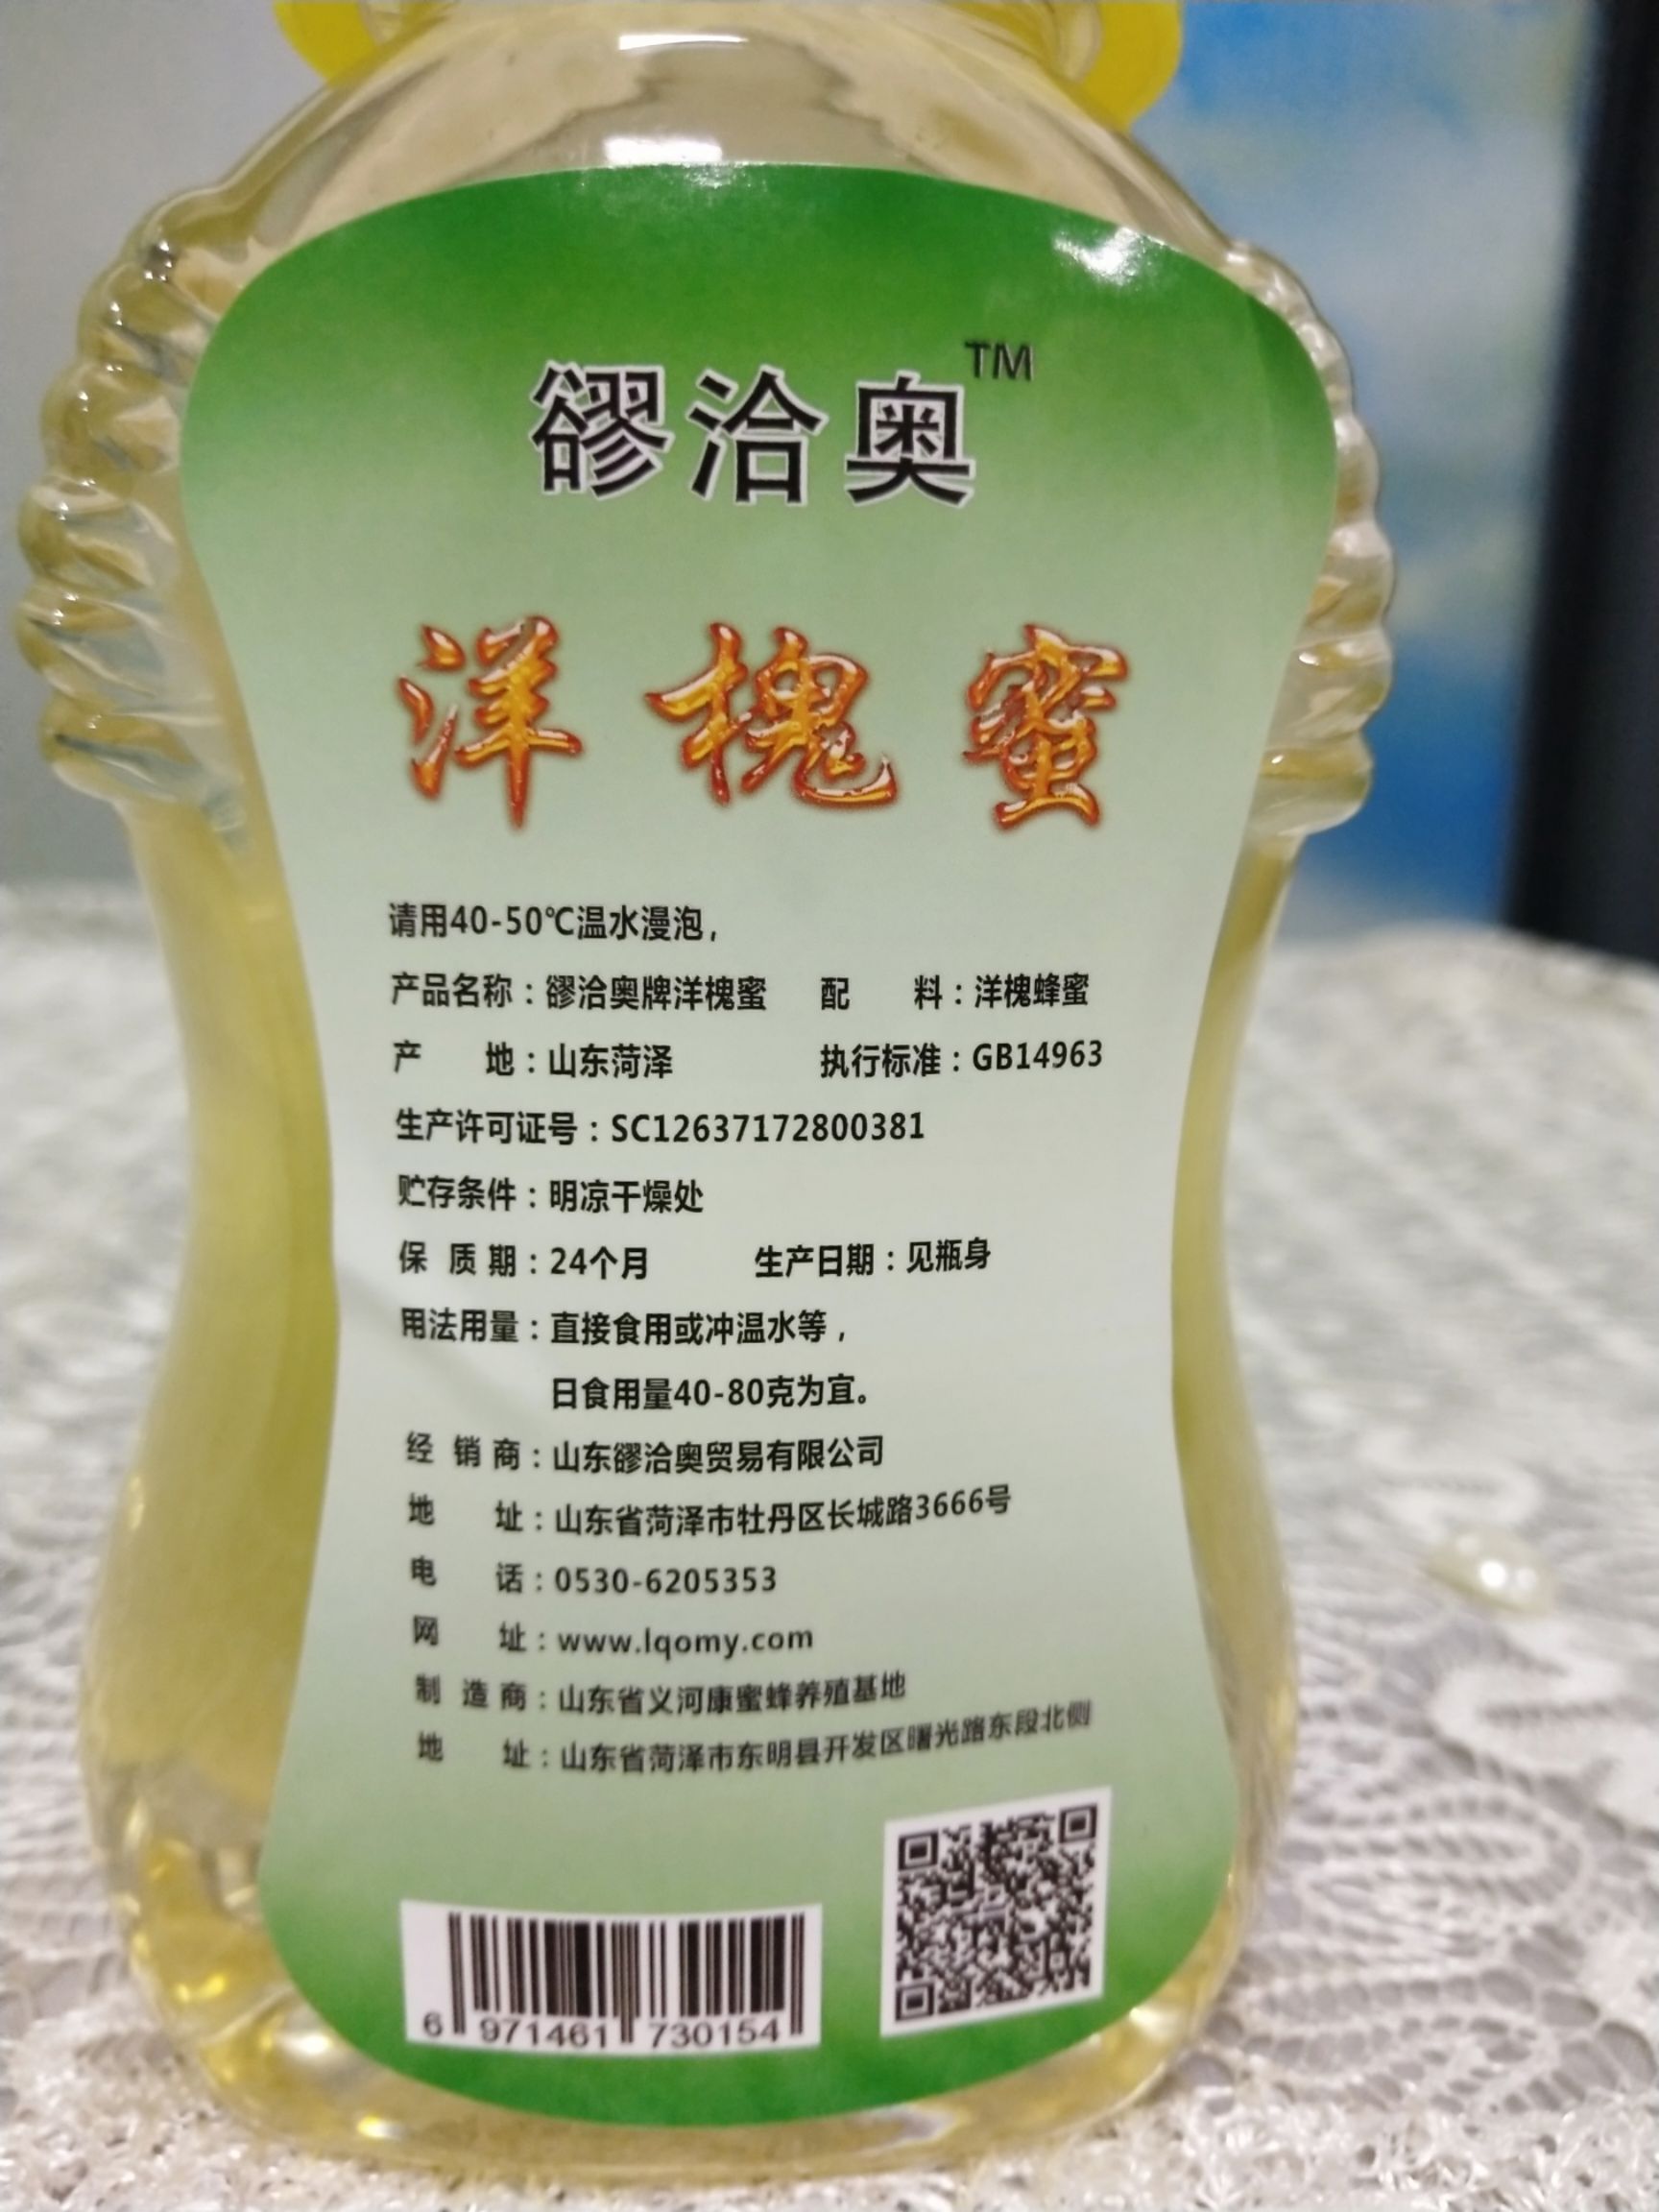 豂洽奥TM
洋槐蜜
请用40-50℃温水漫泡，
产品名称：豂洽奥牌洋槐蜜 配料：洋槐蜂蜜
产地：山东菏泽 执行标准：GB14963
生产许可证号：SC12637172800381
贮存条件：明凉干燥处
保质期：24个月 生产日期：见瓶身
用法用量：直接食用或冲温水等，
日食用量40-80克为宜。
经销商：山东豂洽奥贸易有限公司
地址：山东省菏泽市牡丹区长城路3666号
电话：0530-6205353
网址：www.lqomy.com
制造商：山东省义河康蜜蜂养殖基地
地址：山东省菏泽市东明县开发区曙光路东段北侧
6 971461 730154